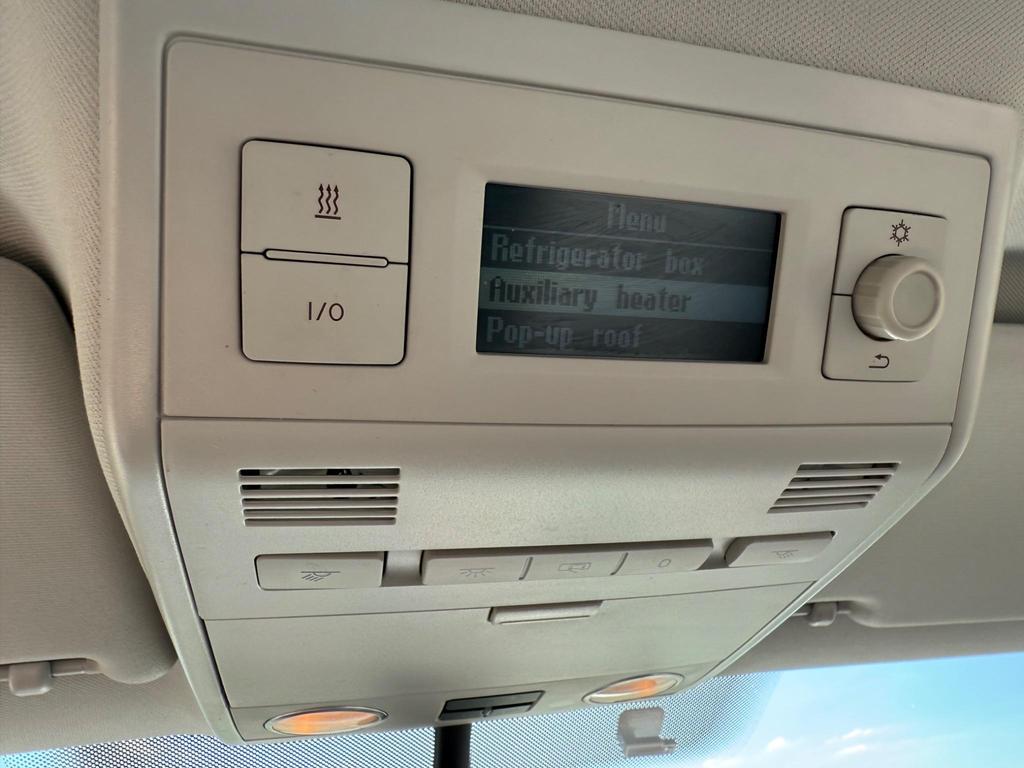 Menu
Refrigerator box
Auxiliary heater
Pop-up roof
I/O
O